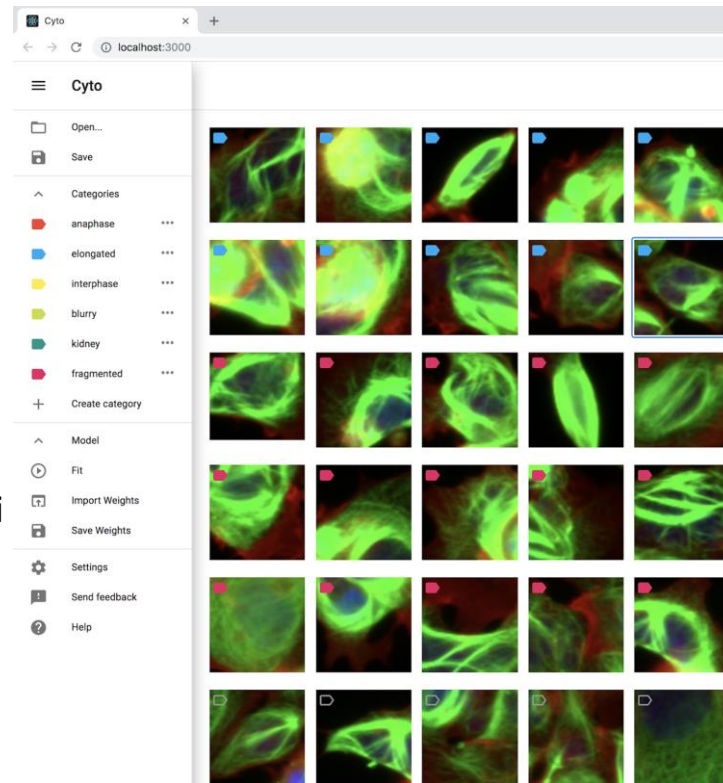 Cyto
localhost:3000
Cyto
Open...
Save
Categories
anaphase
elongated
interphase
blurry
kidney
fragmented
Create category
Model
Fit
i
Import Weights
Save Weights
Settings
Send feedback
Help